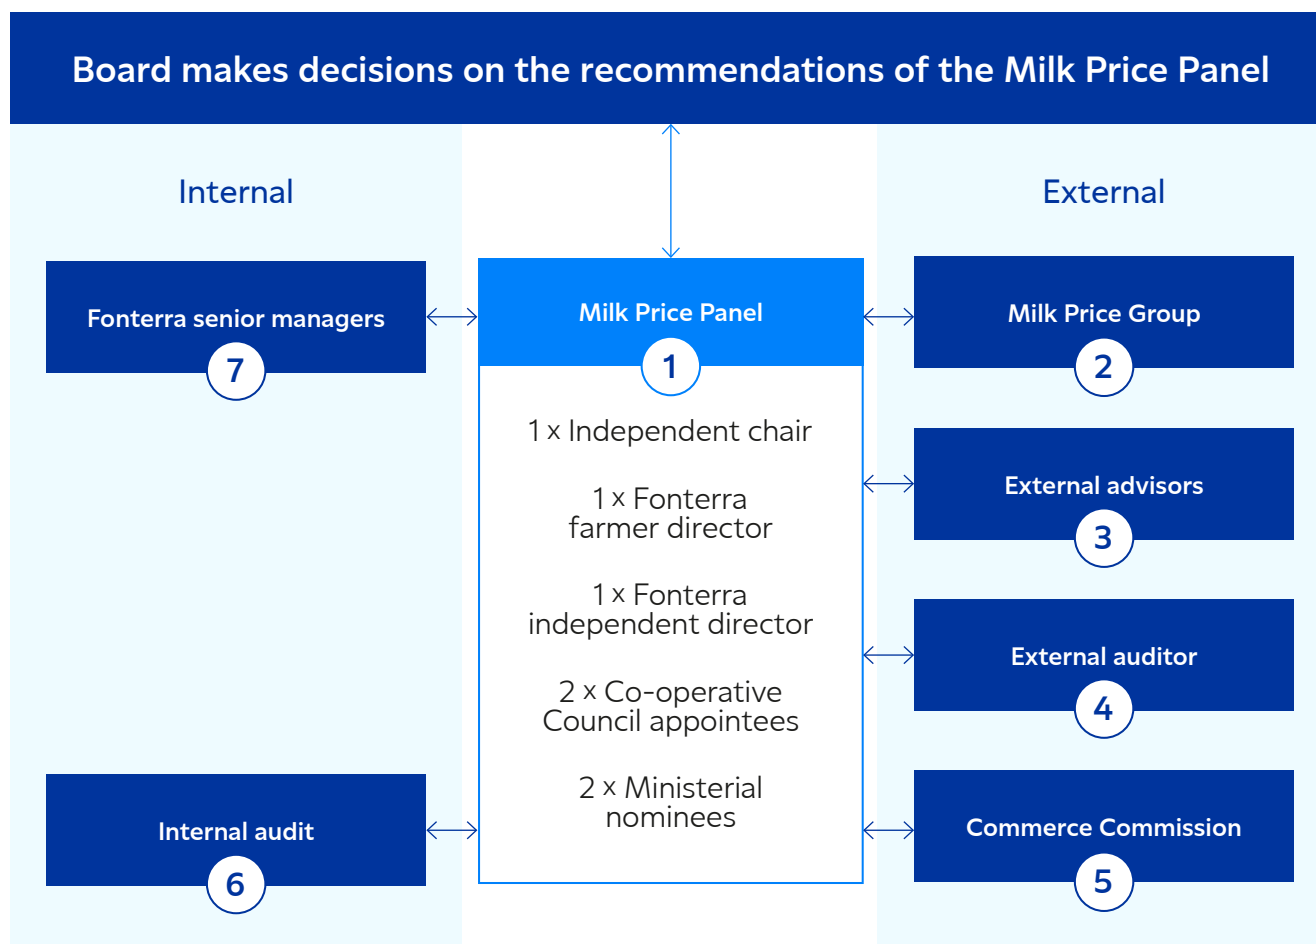 Board makes decisions on the recommendations of the Milk Price Panel
Internal
External
Fonterra senior managers
7
Milk Price Panel
1
Milk Price Group
2
1 x Independent chair
1 x Fonterra
farmer director
1 x Fonterra
independent director
2 x Co-operative
Council appointees
2 x Ministerial
nominees
External advisors
3
External auditor
4
Internal audit
6
Commerce Commission
5